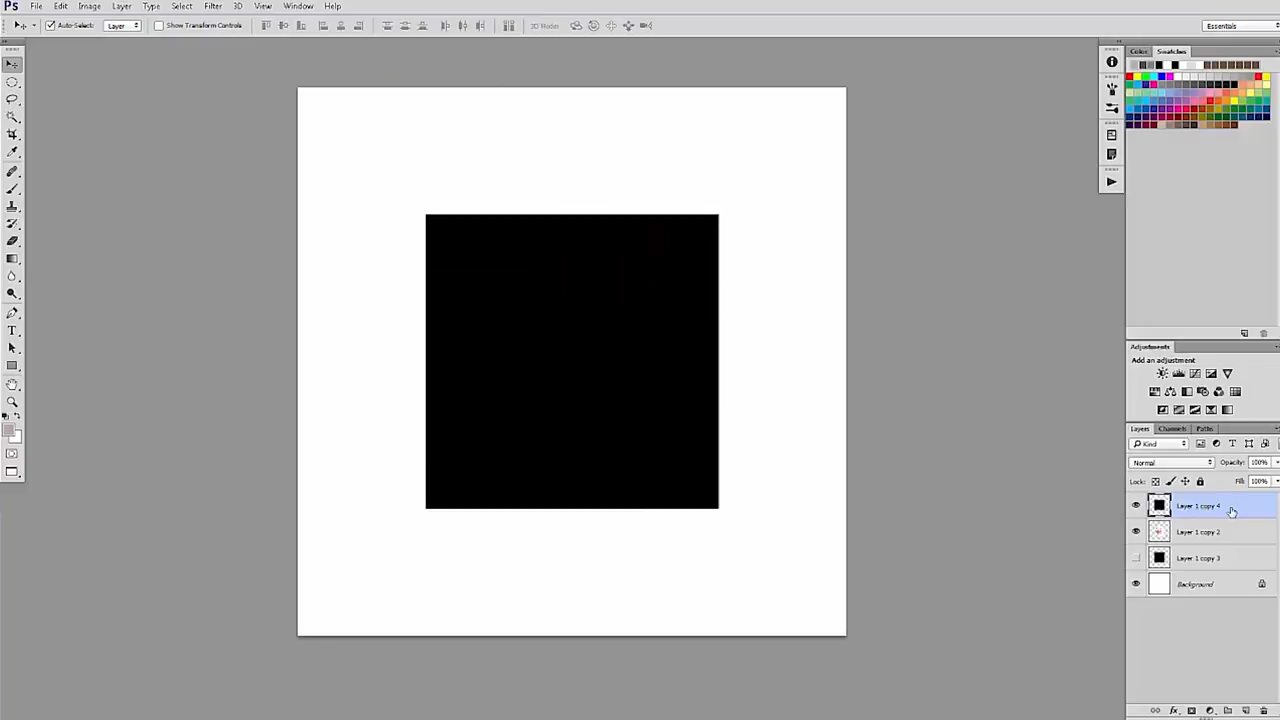 Ps File Edit Image Layer Type Select Filter 3D View Window Help
Auto-Select: Layer Show Transform Controls 3D Mode: Essentials
Color Swatches
Adjustments
Add an adjustment
Layers Channels Paths
Kind
Normal Opacity: 100%
Lock: Fill: 100%
Layer 1 copy 4
Layer 1 copy 2
Layer 1 copy 3
Background